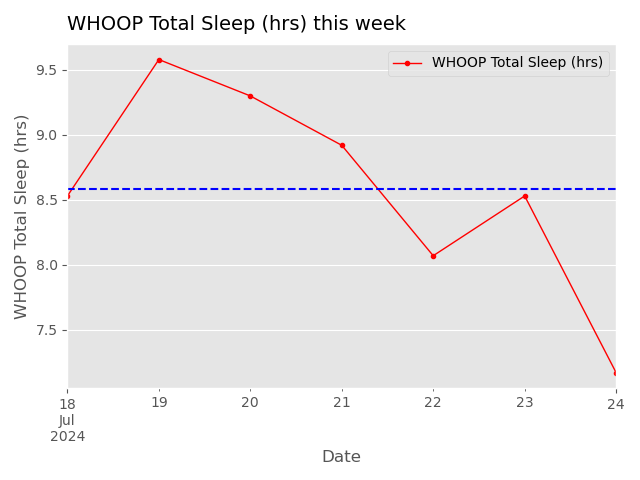 WHOOP Total Sleep (hrs) this week
WHOOP Total Sleep (hrs)
WHOOP Total Sleep (hrs)
9.5
9.0
8.5
8.0
7.5
18 19 20 21 22 23 24
Jul
2024
Date